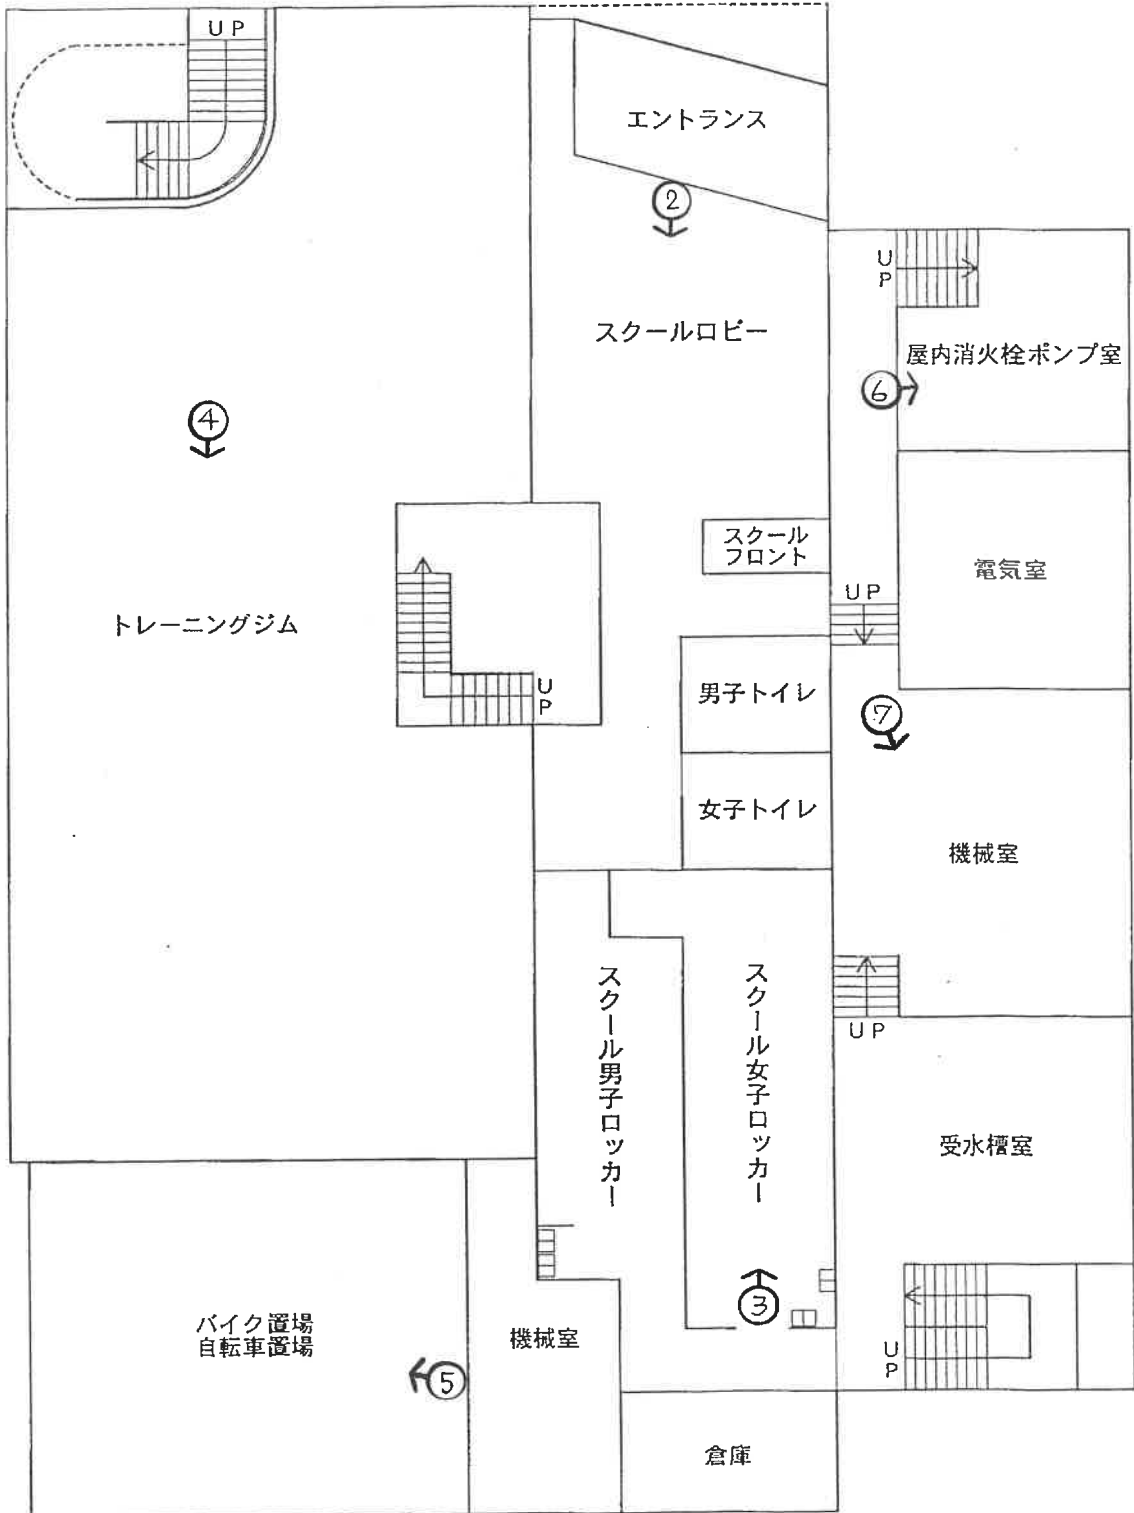 UP
エントランス
②
UP
スクールロビー
屋内消火栓ポンプ室
⑥
④
スクール
フロント
電気室
UP
トレーニングジム
UP
男子トイレ
⑦
女子トイレ
機械室
スクール男子ロッカー
スクール女子ロッカー
UP
受水槽室
③
バイク置場
自転車置場
機械室
UP
⑤
倉庫